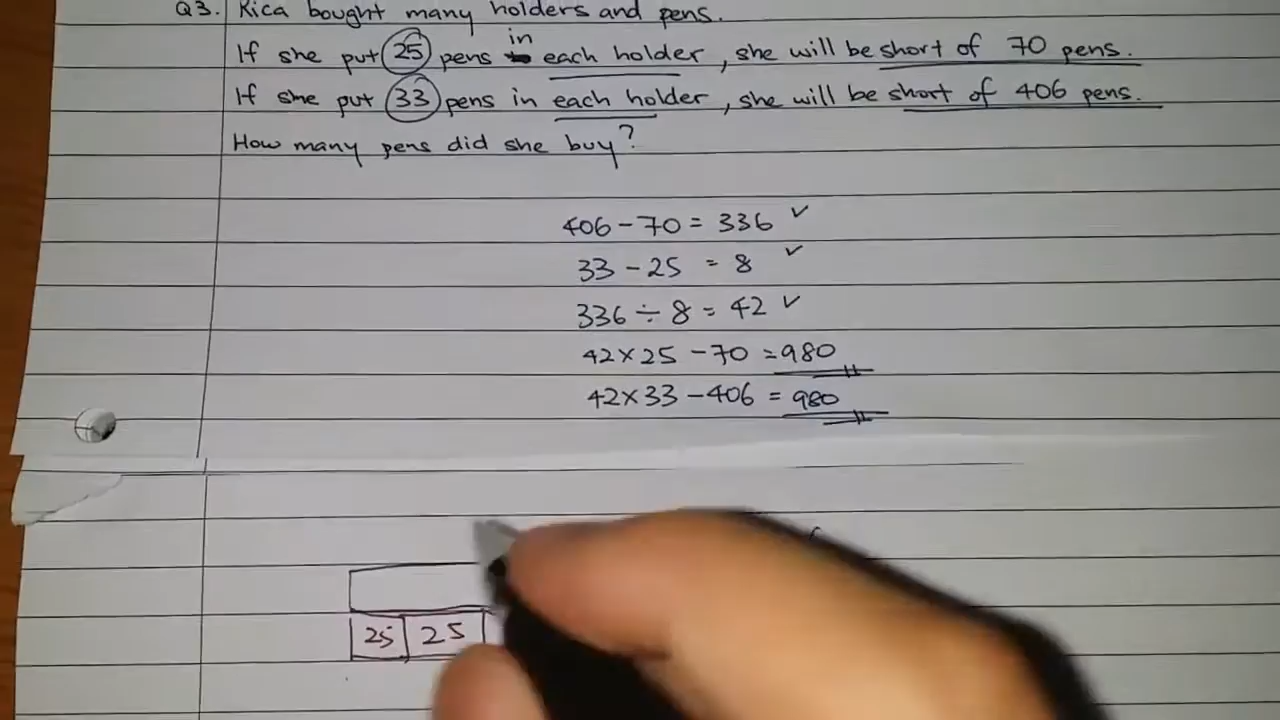 Q3. Rica bought many holders and pens.
If she put 25 pens in each holder, she will be short of 70 pens.
If she put 33 pens in each holder, she will be short of 406 pens.
How many pens did she buy?
406 - 70 = 336 ✓
33 - 25 = 8 ✓
336 ÷ 8 = 42 ✓
42 × 25 - 70 = 980
42 × 33 - 406 = 980
25 25